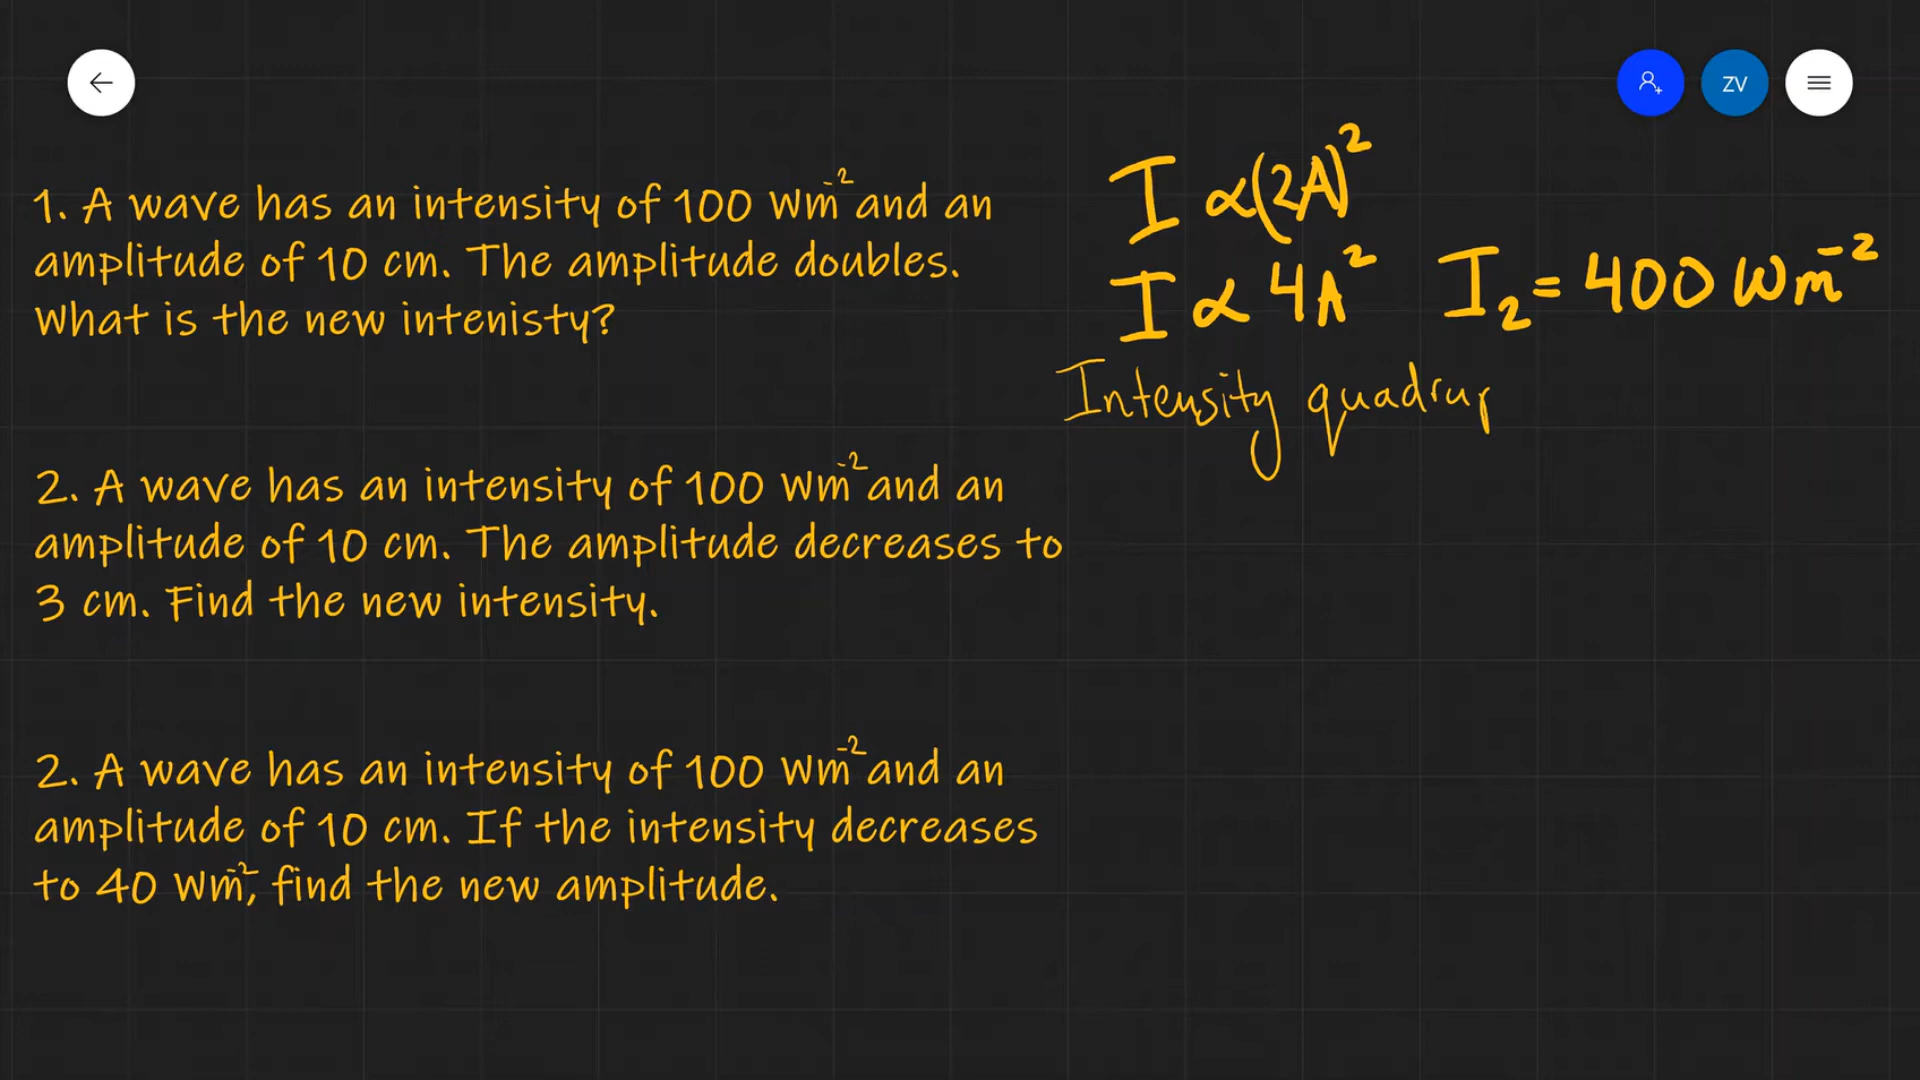 ZV
1. A wave has an intensity of 100 Wm⁻² and an
amplitude of 10 cm. The amplitude doubles.
What is the new intenisty?
I ∝ (2A)²
I ∝ 4A² I₂ = 400 Wm⁻²
Intensity quadrup
2. A wave has an intensity of 100 Wm⁻² and an
amplitude of 10 cm. The amplitude decreases to
3 cm. Find the new intensity.
2. A wave has an intensity of 100 Wm⁻² and an
amplitude of 10 cm. If the intensity decreases
to 40 Wm⁻², find the new amplitude.